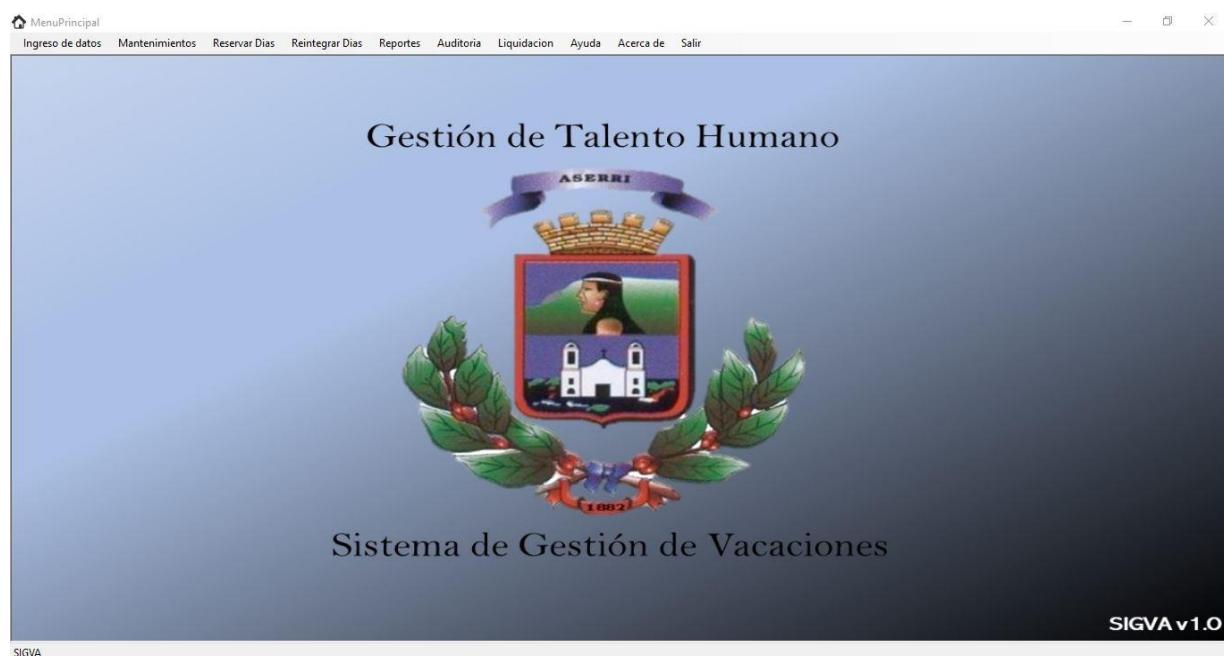 MenuPrincipal
Ingreso de datos Mantenimientos Reservar Dias Reintegrar Dias Reportes Auditoria Liquidacion Ayuda Acerca de Salir
Gestión de Talento Humano
ASERRI
1882
Sistema de Gestión de Vacaciones
SIGVA v1.0
SIGVA